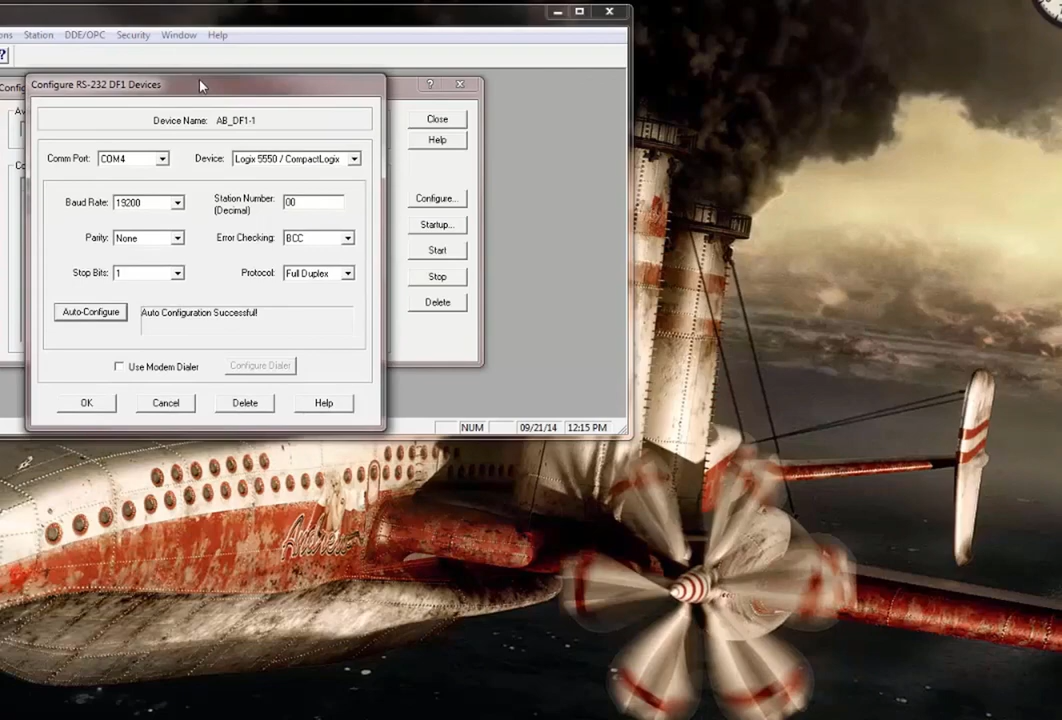 ons Station DDE/OPC Security Window Help
?
Config
Configure RS-232 DF1 Devices
?
Av
Device Name: AB_DF1-1
Close
Help
Comm Port: COM4 Device: Logix 5550 / CompactLogix
Co
Baud Rate: 19200 Station Number: 00
(Decimal)
Configure...
Startup...
Parity: None Error Checking: BCC
Start
Stop Bits: 1 Protocol: Full Duplex
Stop
Delete
Auto-Configure Auto Configuration Successful!
Use Modem Dialer Configure Dialer
OK Cancel Delete Help
NUM 09/21/14 12:15 PM